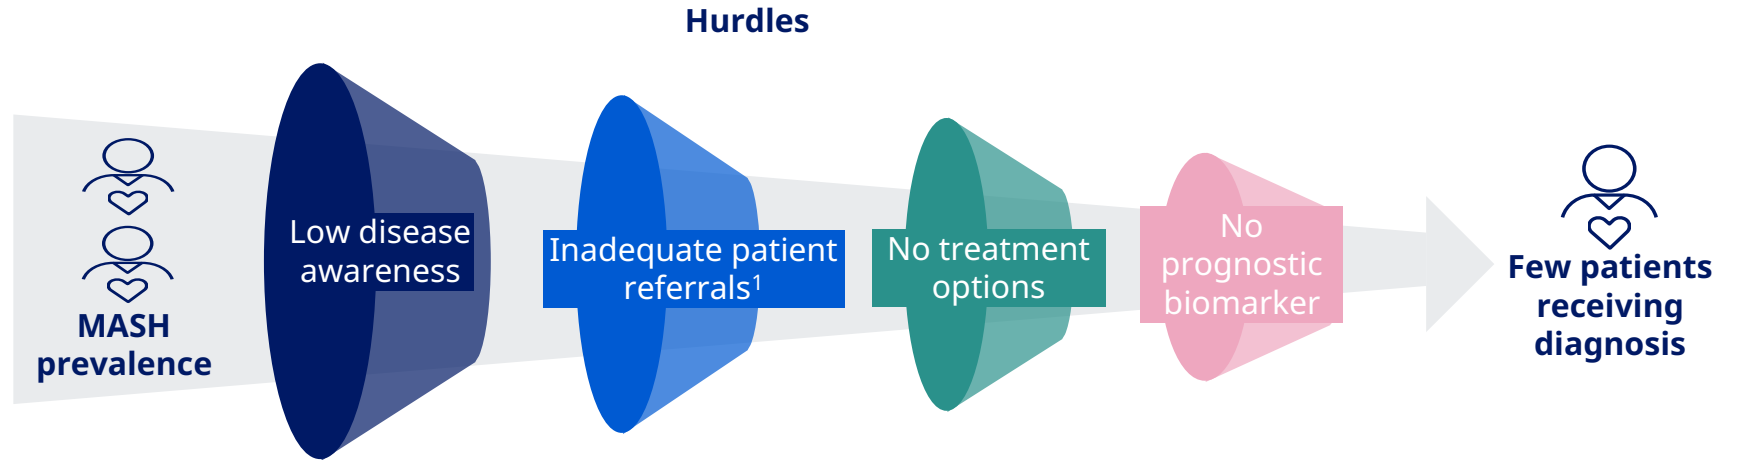 Hurdles
MASH
prevalence
Low disease
awareness
Inadequate patient
referrals¹
No treatment
options
No
prognostic
biomarker
Few patients
receiving
diagnosis